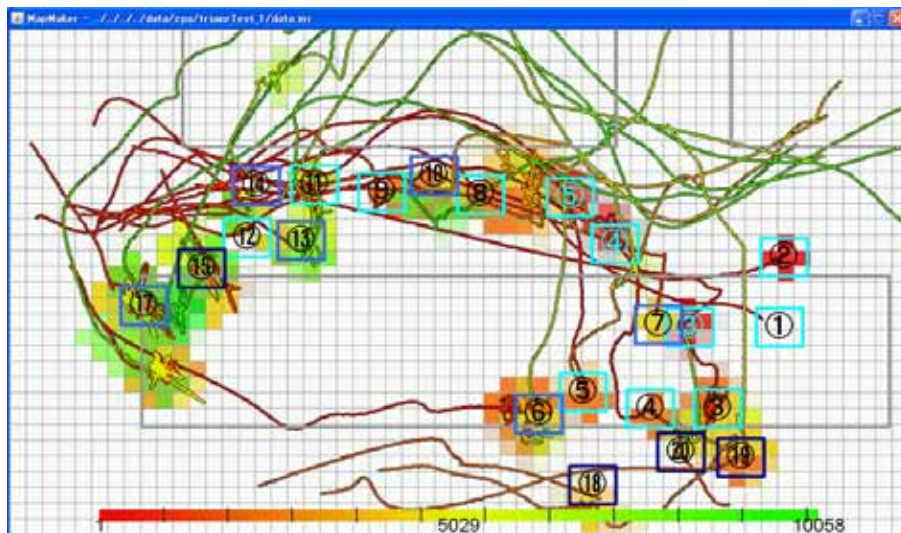 MapMaker - ./././data/cps/triangTest_1/data.mr
⑩
⑭ ⑪ ⑨ ⑧ ⑤
⑫ ⑬ ④
⑮ ②
⑰ ⑦ ①
⑤
⑥ ④ ③
⑳ ⑲
⑱
1 5029 10058